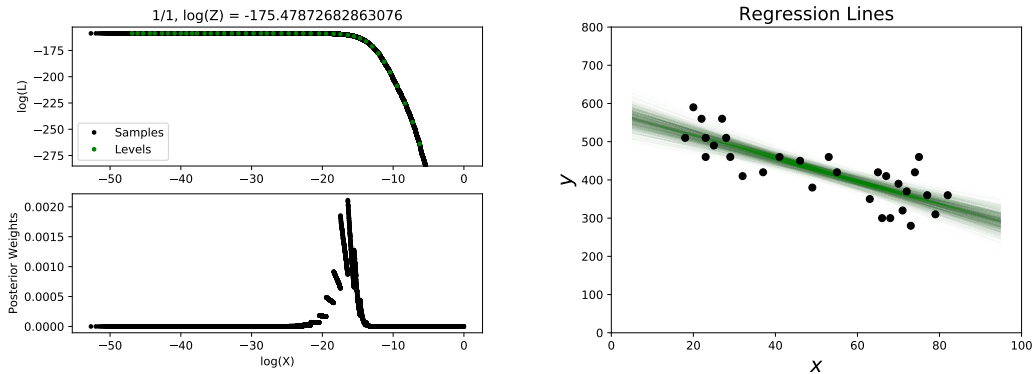 1/1, log(Z) = -175.47872682863076
log(L)
−175
−200
−225
−250
−275
Samples
Levels
−50 −40 −30 −20 −10 0
Posterior Weights
0.0020
0.0015
0.0010
0.0005
0.0000
−50 −40 −30 −20 −10 0
log(X)
Regression Lines
y
800
700
600
500
400
300
200
100
0
0 20 40 60 80 100
x